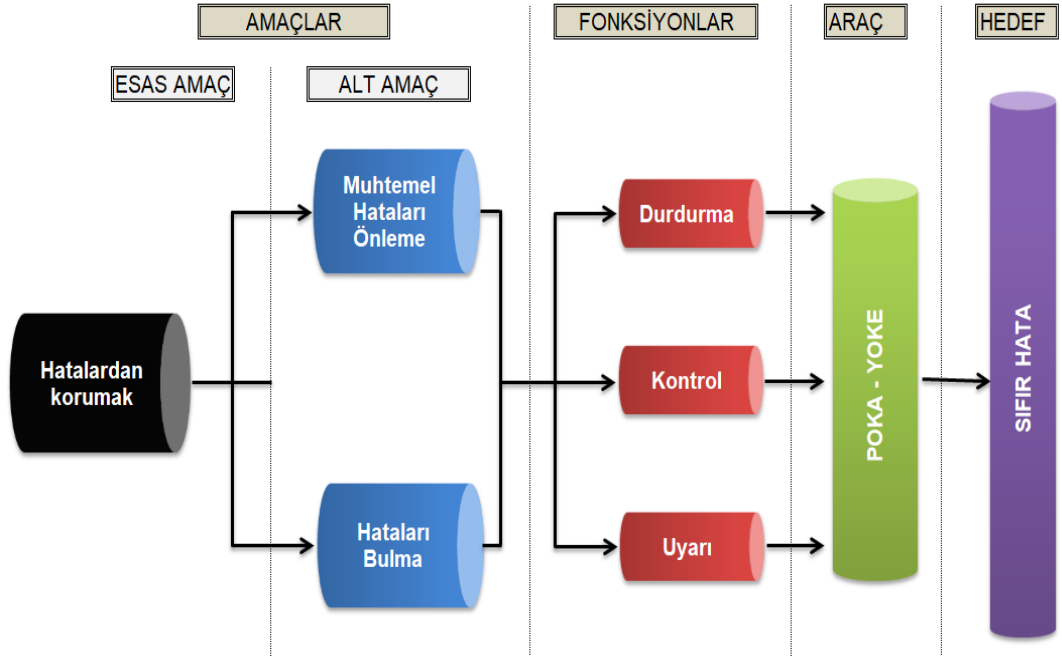 AMAÇLAR
FONKSİYONLAR
ARAÇ
HEDEF
ESAS AMAÇ
ALT AMAÇ
Hatalardan
korumak
Muhtemel
Hataları
Önleme
Hataları
Bulma
Durdurma
Kontrol
Uyarı
POKA - YOKE
SIFIR HATA